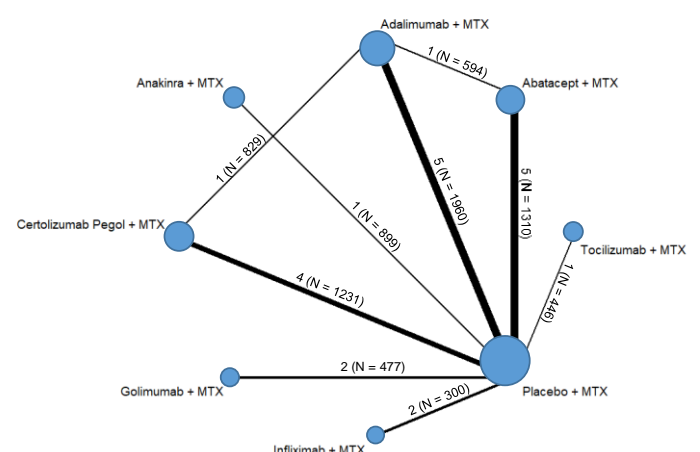 Adalimumab + MTX
1 (N = 594)
Anakinra + MTX
Abatacept + MTX
1 (N = 829)
5 (N = 1960)
5 (N = 1310)
1 (N = 899)
Certolizumab Pegol + MTX
Tocilizumab + MTX
4 (N = 1231)
1 (N = 446)
2 (N = 477)
Golimumab + MTX
Placebo + MTX
2 (N = 300)
Infliximab + MTX